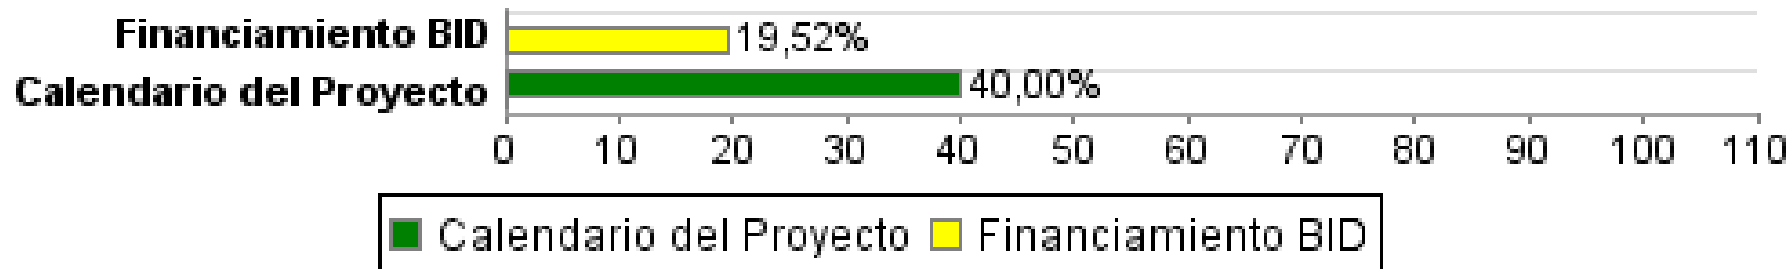 Financiamiento BID 19,52%
Calendario del Proyecto 40,00%
0 10 20 30 40 50 60 70 80 90 100 110
Calendario del Proyecto Financiamiento BID